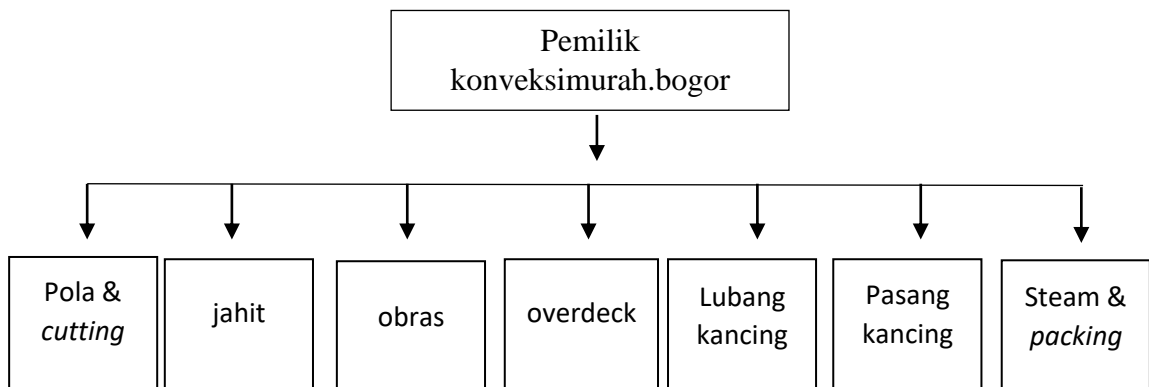 Pemilik
konveksimurah.bogor
Pola &
cutting
jahit
obras
overdeck
Lubang
kancing
Pasang
kancing
Steam &
packing